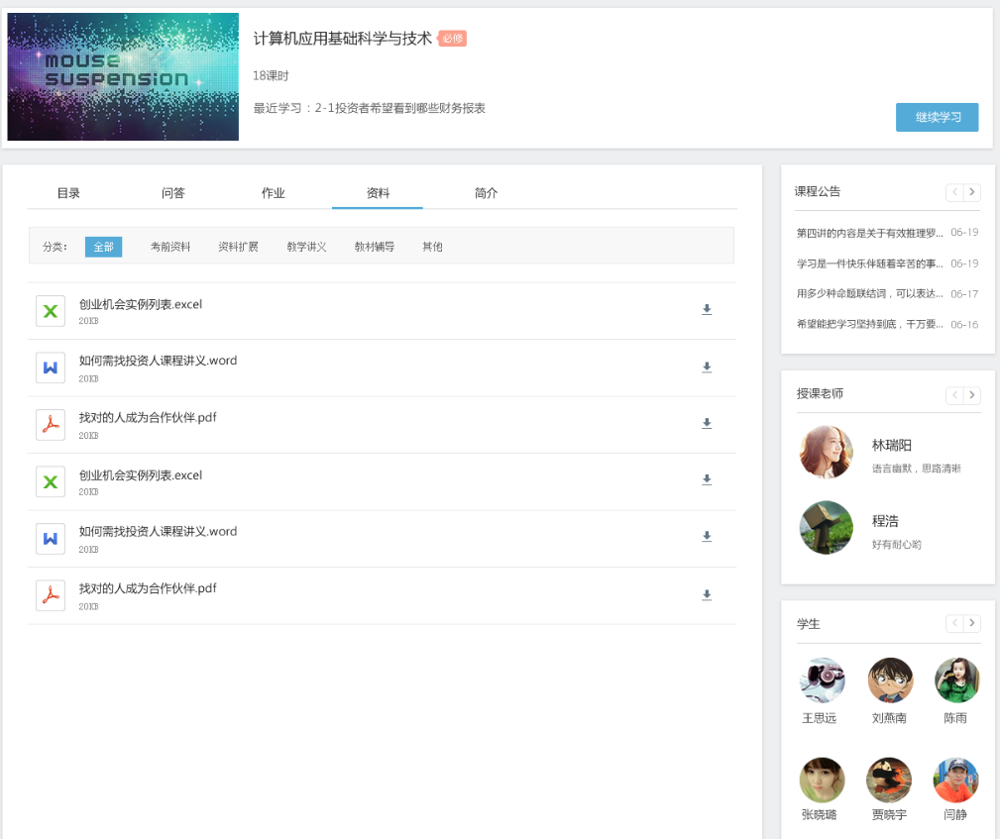 mouse
suspension
计算机应用基础科学与技术 必修
18课时
最近学习：2-1投资者希望看到哪些财务报表
继续学习
目录 问答 作业 资料 简介
分类: 全部 考前资料 资料扩展 教学讲义 教材辅导 其他
创业机会实例列表.excel
20KB
如何需找投资人课程讲义.word
20KB
找对的人成为合作伙伴.pdf
20KB
创业机会实例列表.excel
20KB
如何需找投资人课程讲义.word
20KB
找对的人成为合作伙伴.pdf
20KB
课程公告
第四讲的内容是关于有效推理罗... 06-19
学习是一件快乐伴随着辛苦的事... 06-19
用多少种命题联结词，可以表达... 06-17
希望能把学习坚持到底，千万要... 06-16
授课老师
林瑞阳
语言幽默，思路清晰
程浩
好有耐心哟
学生
王思远 刘燕南 陈雨
张晓璐 贾晓宇 闫静